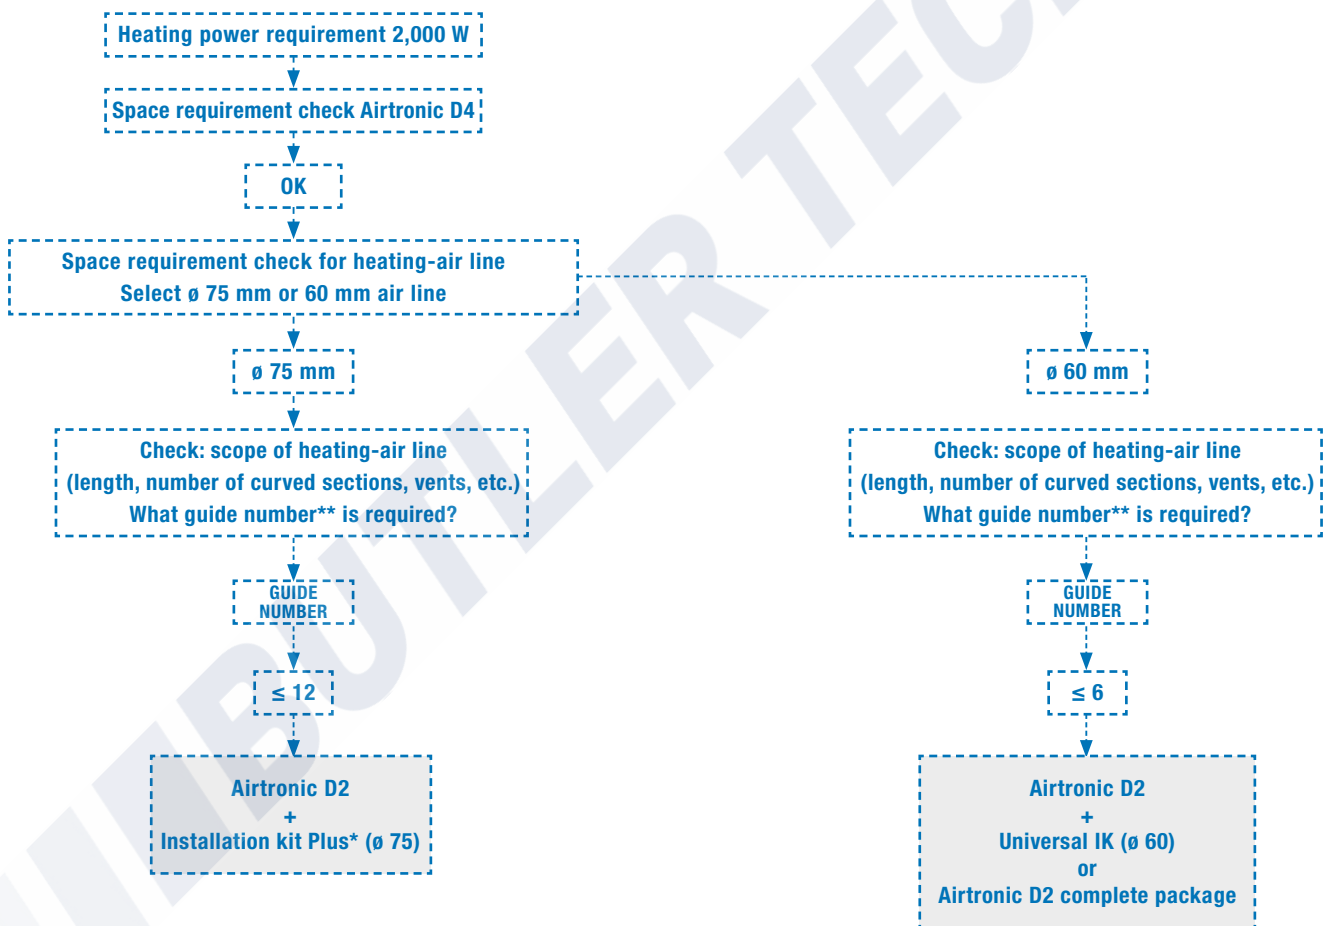 Heating power requirement 2,000 W
Space requirement check Airtronic D4
OK
Space requirement check for heating-air line
Select ø 75 mm or 60 mm air line
ø 75 mm
Check: scope of heating-air line
(length, number of curved sections, vents, etc.)
What guide number** is required?
GUIDE
NUMBER
≤ 12
Airtronic D2
+
Installation kit Plus* (ø 75)
ø 60 mm
Check: scope of heating-air line
(length, number of curved sections, vents, etc.)
What guide number** is required?
GUIDE
NUMBER
≤ 6
Airtronic D2
+
Universal IK (ø 60)
or
Airtronic D2 complete package
BUTLER TEC